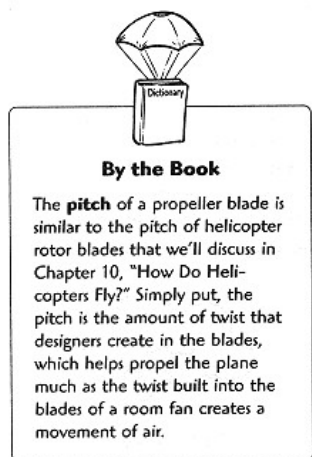 Dictionary
By the Book
The pitch of a propeller blade is
similar to the pitch of helicopter
rotor blades that we'll discuss in
Chapter 10, "How Do Heli-
copters Fly?" Simply put, the
pitch is the amount of twist that
designers create in the blades,
which helps propel the plane
much as the twist built into the
blades of a room fan creates a
movement of air.